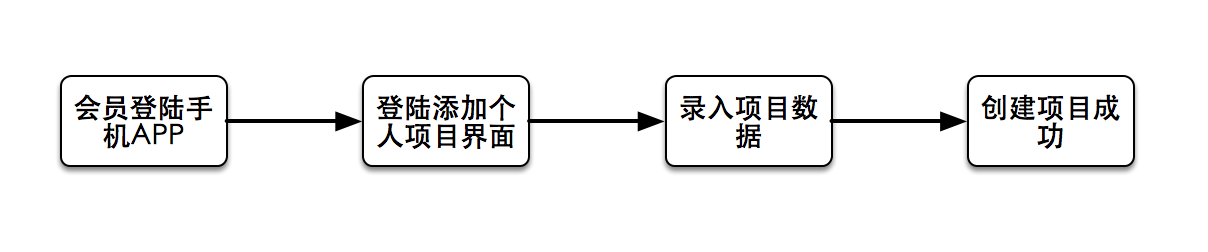 会员登陆手
机APP
登陆添加个
人项目界面
录入项目数
据
创建项目成
功